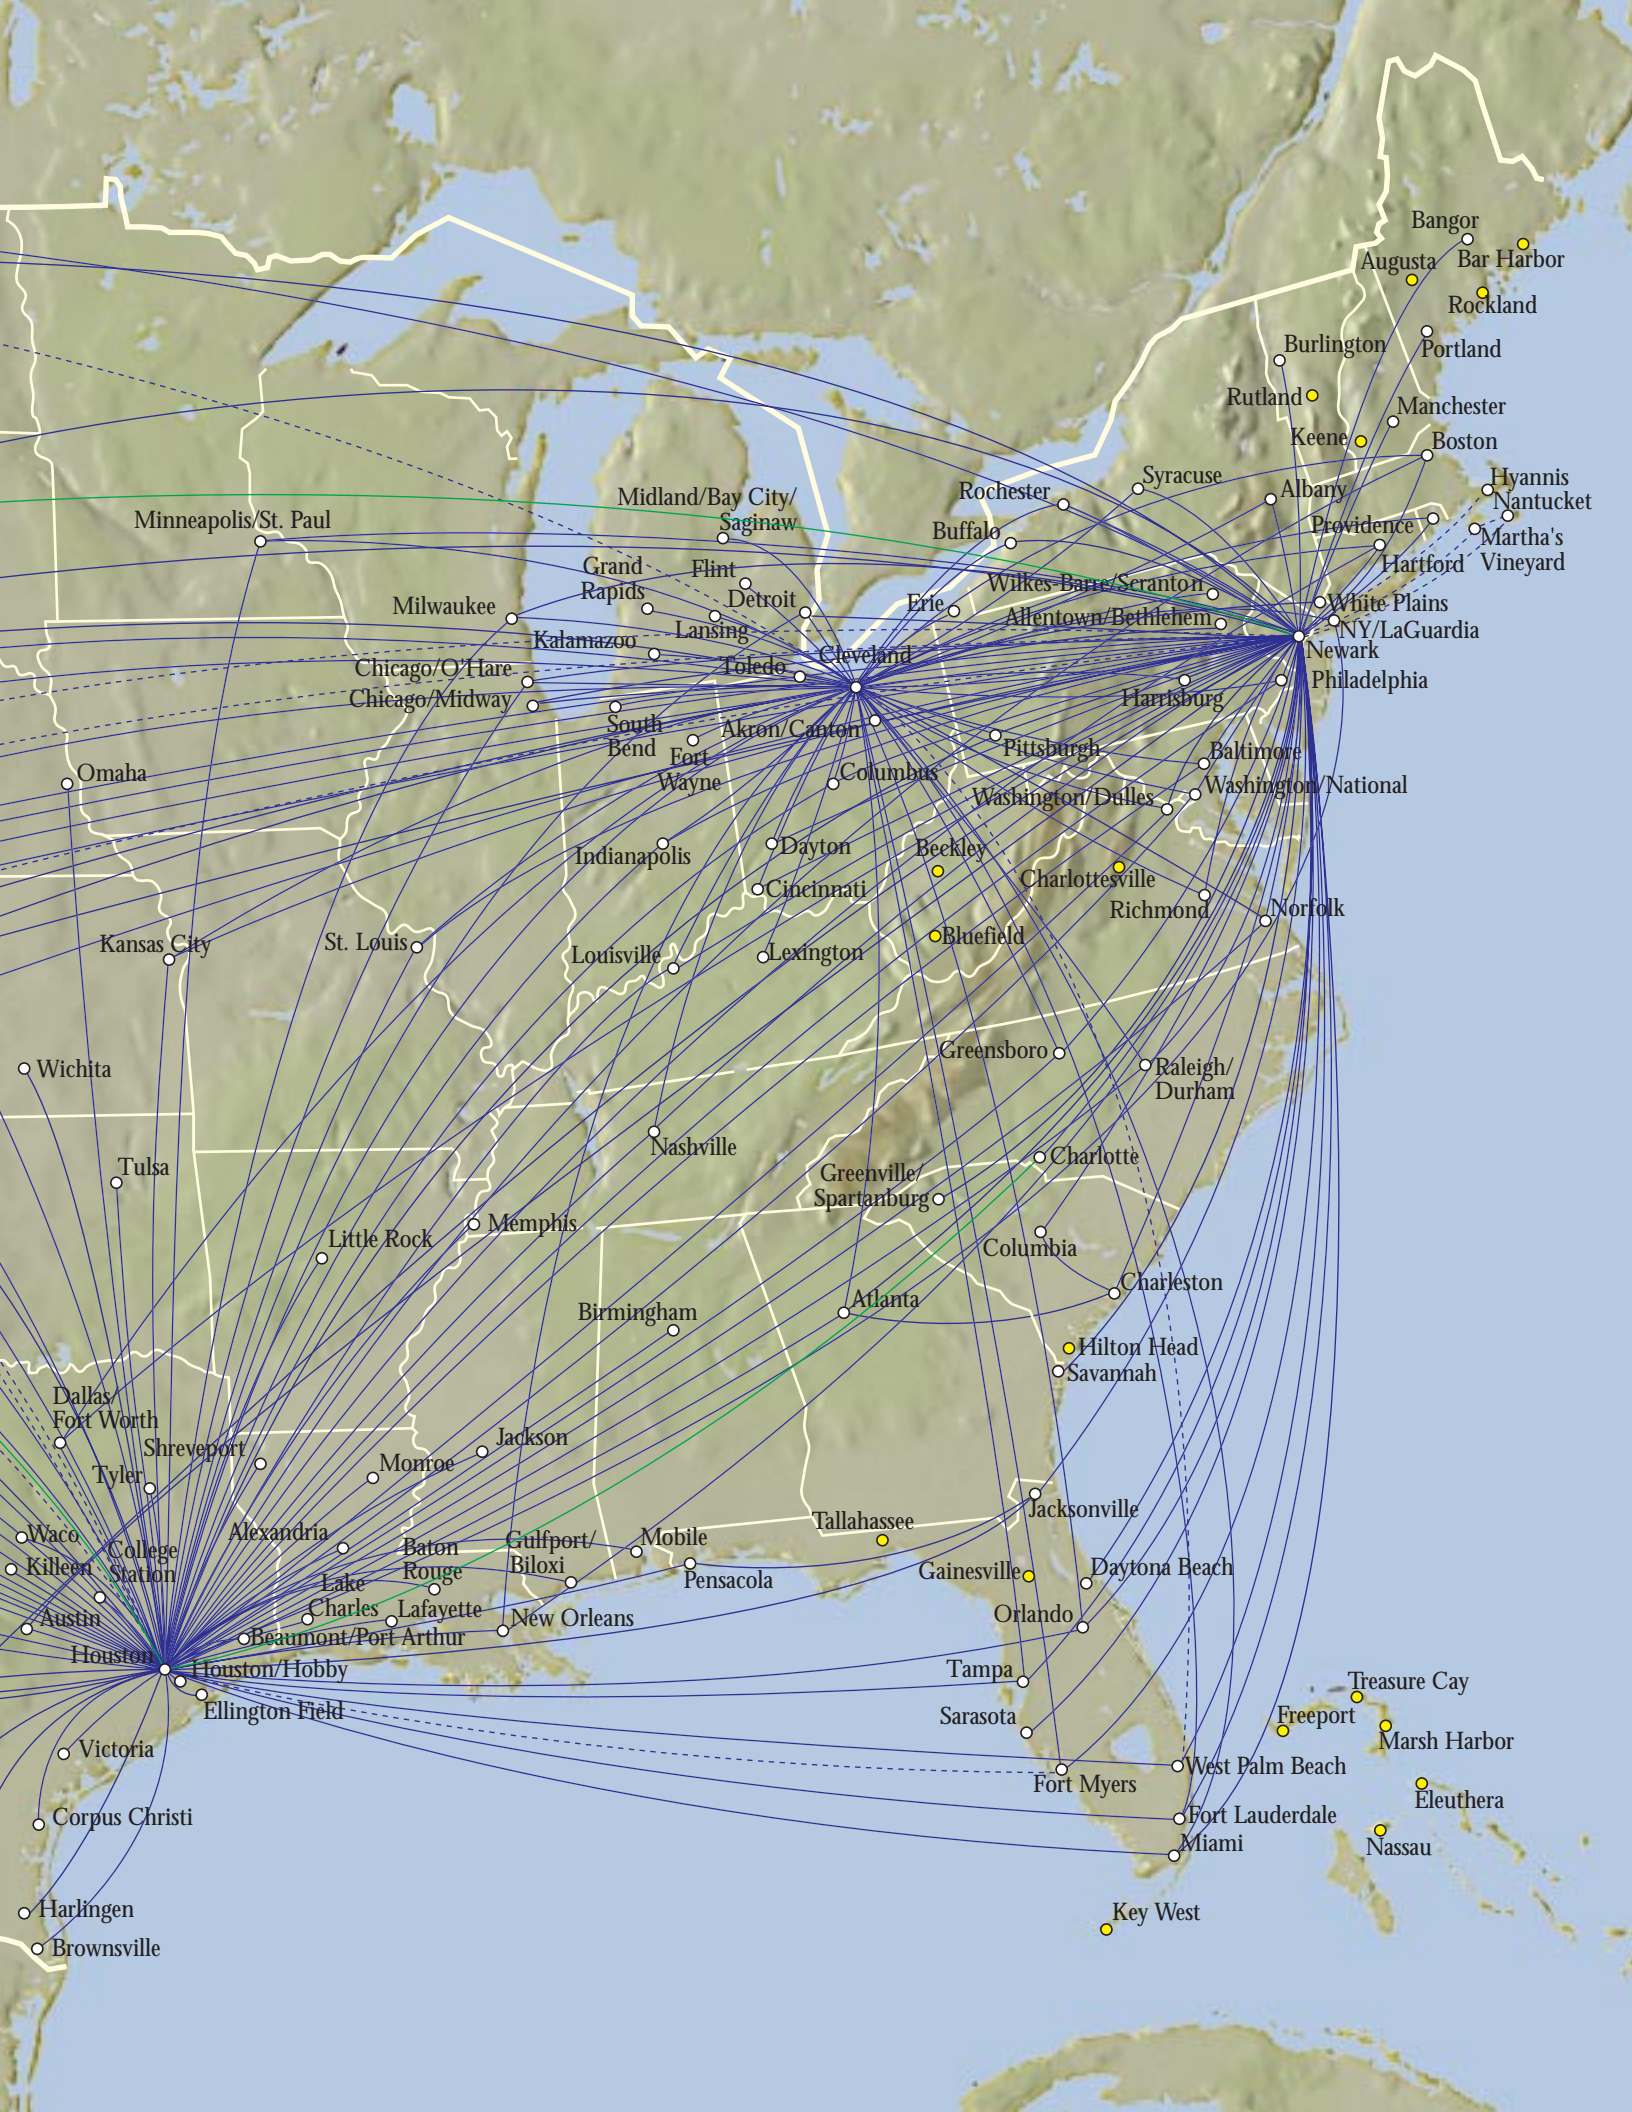 Bangor
Augusta
Bar Harbor
Rockland
Burlington
Portland
Rutland
Manchester
Keene
Boston
Syracuse
Hyannis
Rochester
Albany
Nantucket
Midland/Bay City/
Saginaw
Minneapolis/St. Paul
Buffalo
Providence
Martha's
Vineyard
Hartford
Grand
Rapids
Flint
Detroit
Wilkes-Barre/Scranton
Milwaukee
Erie
White Plains
Allentown/Bethlehem
Lansing
NY/LaGuardia
Kalamazoo
Newark
Cleveland
Chicago/O'Hare
Toledo
Philadelphia
Chicago/Midway
Harrisburg
South
Bend
Akron/Canton
Pittsburgh
Baltimore
Fort
Wayne
Omaha
Columbus
Washington/National
Washington/Dulles
Indianapolis
Dayton
Beckley
Charlottesville
Cincinnati
Richmond
Norfolk
Kansas City
St. Louis
Bluefield
Louisville
Lexington
Greensboro
Wichita
Raleigh/
Durham
Nashville
Tulsa
Charlotte
Greenville/
Spartanburg
Memphis
Little Rock
Columbia
Charleston
Atlanta
Birmingham
Hilton Head
Savannah
Dallas/
Fort Worth
Shreveport
Jackson
Monroe
Tyler
Jacksonville
Tallahassee
Waco
Alexandria
Mobile
Gulfport/
Biloxi
College
Station
Baton
Rouge
Killeen
Daytona Beach
Gainesville
Pensacola
Lake
Charles
Lafayette
Austin
New Orleans
Orlando
Beaumont/Port Arthur
Houston
Houston/Hobby
Tampa
Treasure Cay
Ellington Field
Sarasota
Freeport
Marsh Harbor
Victoria
West Palm Beach
Fort Myers
Eleuthera
Corpus Christi
Fort Lauderdale
Miami
Nassau
Harlingen
Key West
Brownsville